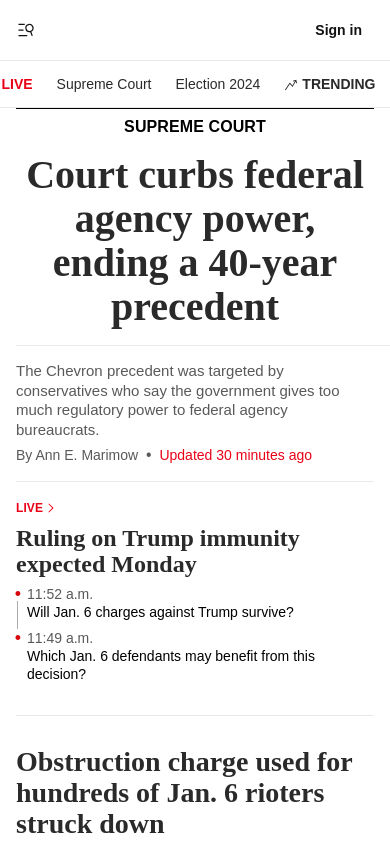 Sign in
LIVE Supreme Court Election 2024 TRENDING
SUPREME COURT
Court curbs federal
agency power,
ending a 40-year
precedent
The Chevron precedent was targeted by
conservatives who say the government gives too
much regulatory power to federal agency
bureaucrats.
By Ann E. Marimow • Updated 30 minutes ago
LIVE
Ruling on Trump immunity
expected Monday
11:52 a.m.
Will Jan. 6 charges against Trump survive?
11:49 a.m.
Which Jan. 6 defendants may benefit from this
decision?
Obstruction charge used for
hundreds of Jan. 6 rioters
struck down